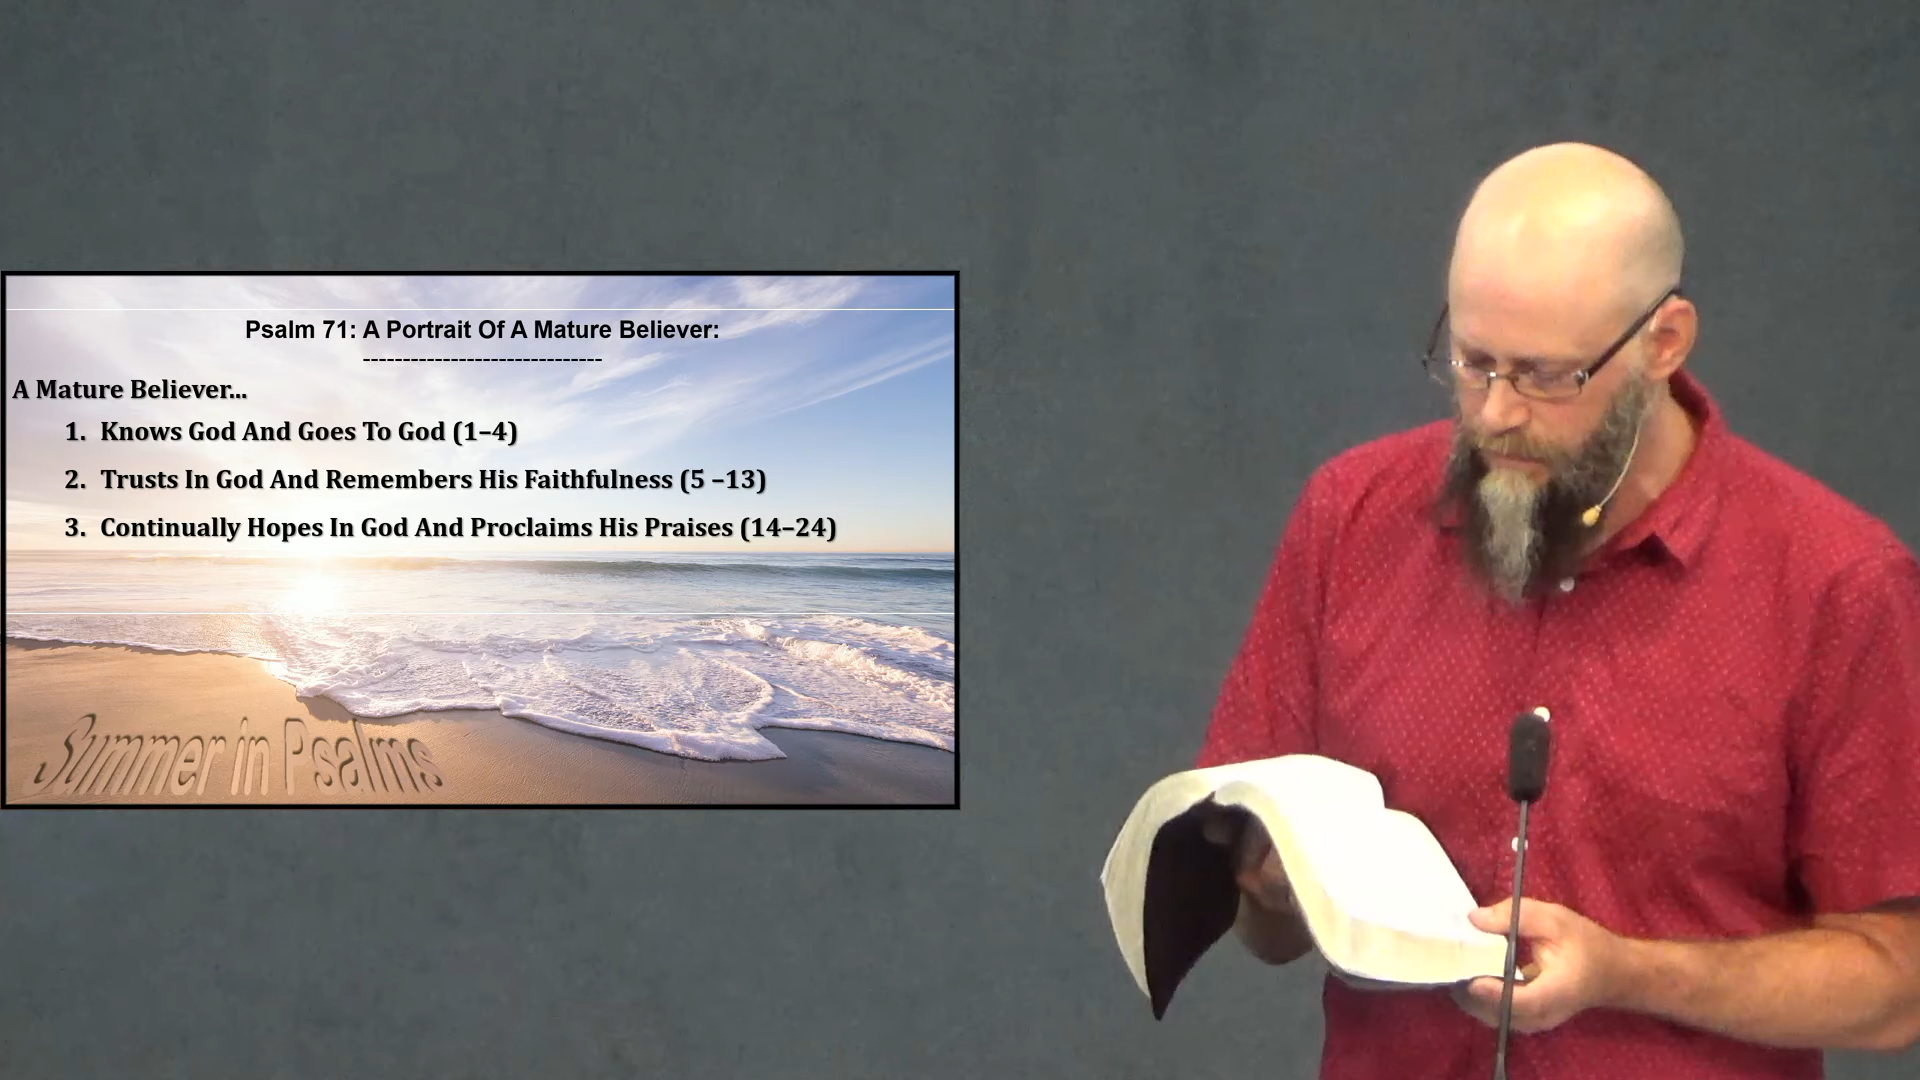 Psalm 71: A Portrait Of A Mature Believer:
------------------------------
A Mature Believer...
1. Knows God And Goes To God (1–4)
2. Trusts In God And Remembers His Faithfulness (5 –13)
3. Continually Hopes In God And Proclaims His Praises (14–24)
Summer in Psalms